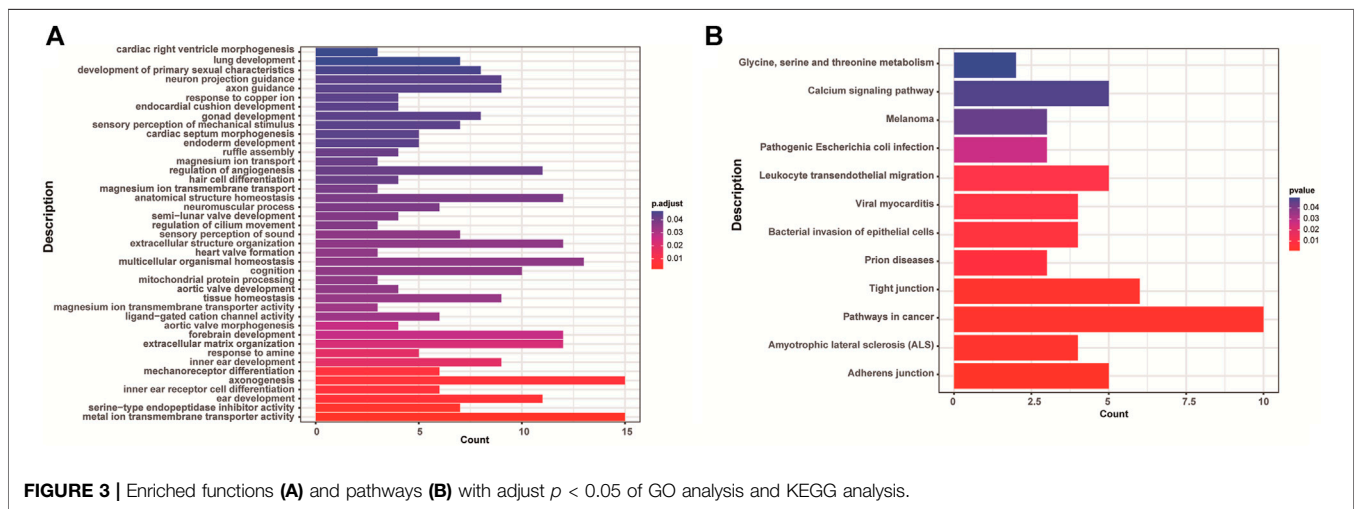 A
cardiac right ventricle morphogenesis
lung development
development of primary sexual characteristics
neuron projection guidance
axon guidance
response to copper ion
endocardial cushion development
gonad development
sensory perception of mechanical stimulus
cardiac septum morphogenesis
endoderm development
ruffle assembly
magnesium ion transport
regulation of angiogenesis
hair cell differentiation
magnesium ion transmembrane transport
anatomical structure homeostasis
neuromuscular process
semi-lunar valve development
regulation of cilium movement
sensory perception of sound
extracellular structure organization
heart valve formation
multicellular organismal homeostasis
cognition
mitochondrial protein processing
aortic valve development
tissue homeostasis
magnesium ion transmembrane transporter activity
ligand-gated cation channel activity
aortic valve morphogenesis
forebrain development
extracellular matrix organization
response to amine
inner ear development
mechanoreceptor differentiation
axonogenesis
inner ear receptor cell differentiation
ear development
serine-type endopeptidase inhibitor activity
metal ion transmembrane transporter activity
Description
0 5 10 15
Count
p.adjust
0.04
0.03
0.02
0.01
B
Glycine, serine and threonine metabolism
Calcium signaling pathway
Melanoma
Pathogenic Escherichia coli infection
Leukocyte transendothelial migration
Viral myocarditis
Bacterial invasion of epithelial cells
Prion diseases
Tight junction
Pathways in cancer
Amyotrophic lateral sclerosis (ALS)
Adherens junction
Description
0 2.5 5 7.5 10
Count
pvalue
0.04
0.03
0.02
0.01
FIGURE 3 | Enriched functions (A) and pathways (B) with adjust p < 0.05 of GO analysis and KEGG analysis.